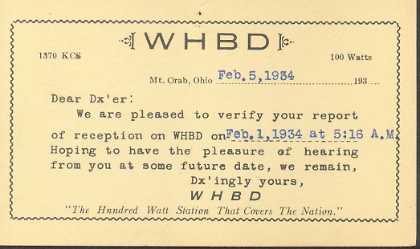 WHBD
1370 KCS 100 Watts
Mt. Orab, Ohio Feb.5,1934 193
Dear Dx'er:
We are pleased to verify your report
of reception on WHBD on Feb.1,1934 at 5:16 A.M.
Hoping to have the pleasure of hearing
from you at some future date, we remain,
Dx'ingly yours,
WHBD
"The Hundred Watt Station That Covers The Nation."